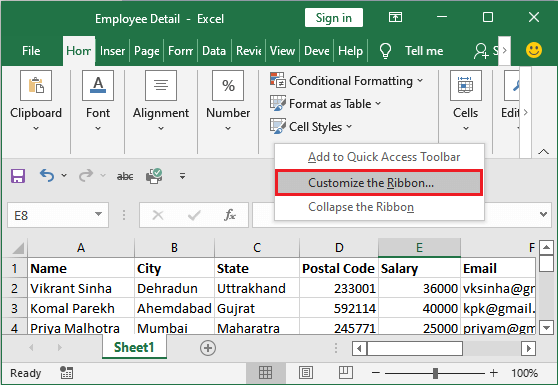 Employee Detail - Excel Sign in
File Home Inser Draw Page Form Data Revie View Deve Help Tell me S
Clipboard Font Alignment Number Conditional Formatting Format as Table Cell Styles Cells Editi
Add to Quick Access Toolbar
Customize the Ribbon...
Collapse the Ribbon
abc
E8 fx
A B C D E F
1 Name City State Postal Code Salary Email
2 Vikrant Sinha Dehradun Uttrakhand 233001 36000 vksinha@gr
3 Komal Parekh Ahemdabad Gujrat 592114 40000 kpk@gmail.
4 Priya Malhotra Mumbai Maharatra 245771 25000 priyam@gm
Sheet1
Ready 100%